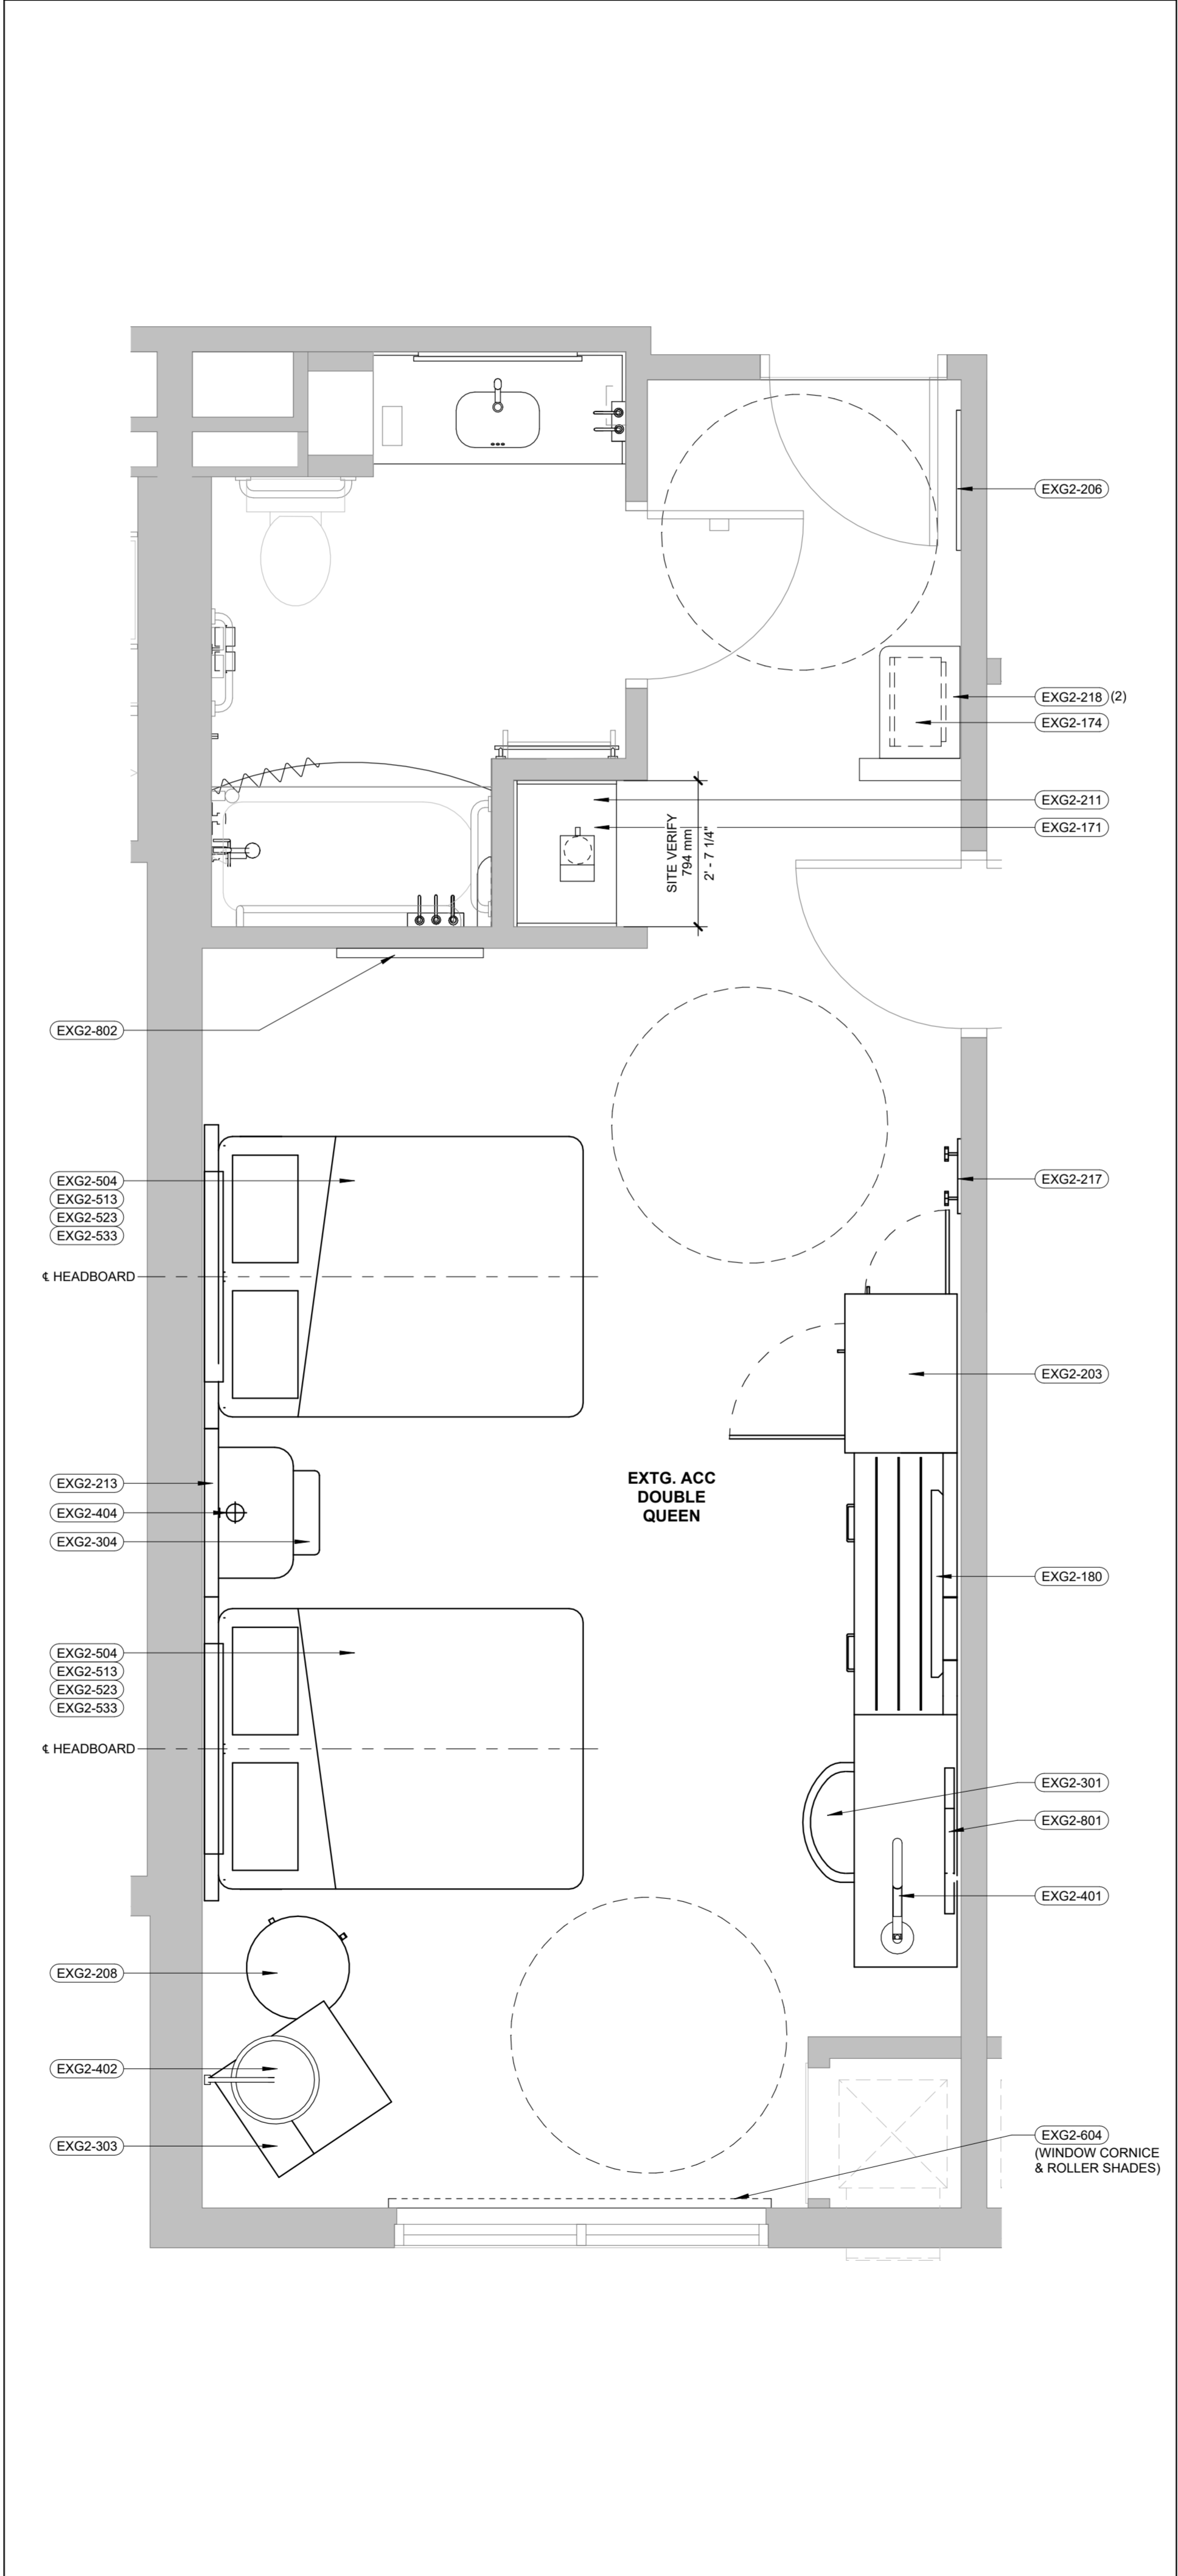 EXG2-206
EXG2-218 (2)
EXG2-174
EXG2-211
EXG2-171
SITE VERIFY
794 mm
2' - 7 1/4"
EXG2-802
EXG2-504
EXG2-513
EXG2-523
EXG2-533
℄ HEADBOARD
EXG2-217
EXG2-203
EXG2-213
EXG2-404
EXG2-304
EXTG. ACC
DOUBLE
QUEEN
EXG2-180
EXG2-504
EXG2-513
EXG2-523
EXG2-533
℄ HEADBOARD
EXG2-301
EXG2-801
EXG2-401
EXG2-208
EXG2-402
EXG2-303
EXG2-604
(WINDOW CORNICE
& ROLLER SHADES)